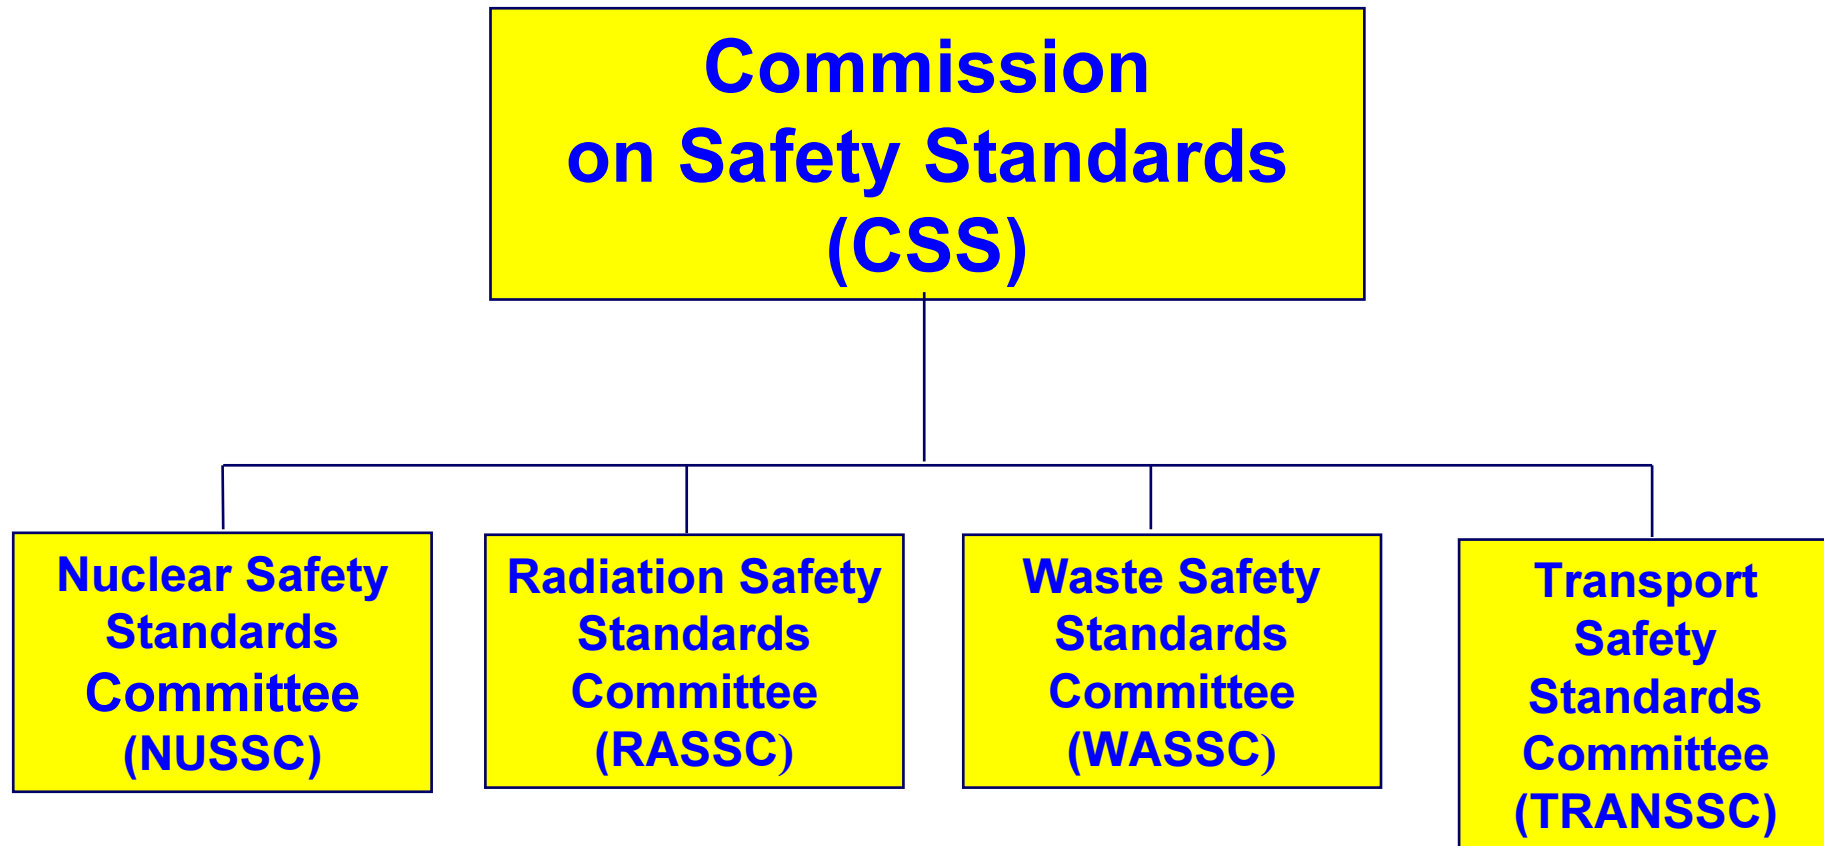 Commission
on Safety Standards
(CSS)
Nuclear Safety
Standards
Committee
(NUSSC)
Radiation Safety
Standards
Committee
(RASSC)
Waste Safety
Standards
Committee
(WASSC)
Transport
Safety
Standards
Committee
(TRANSSC)